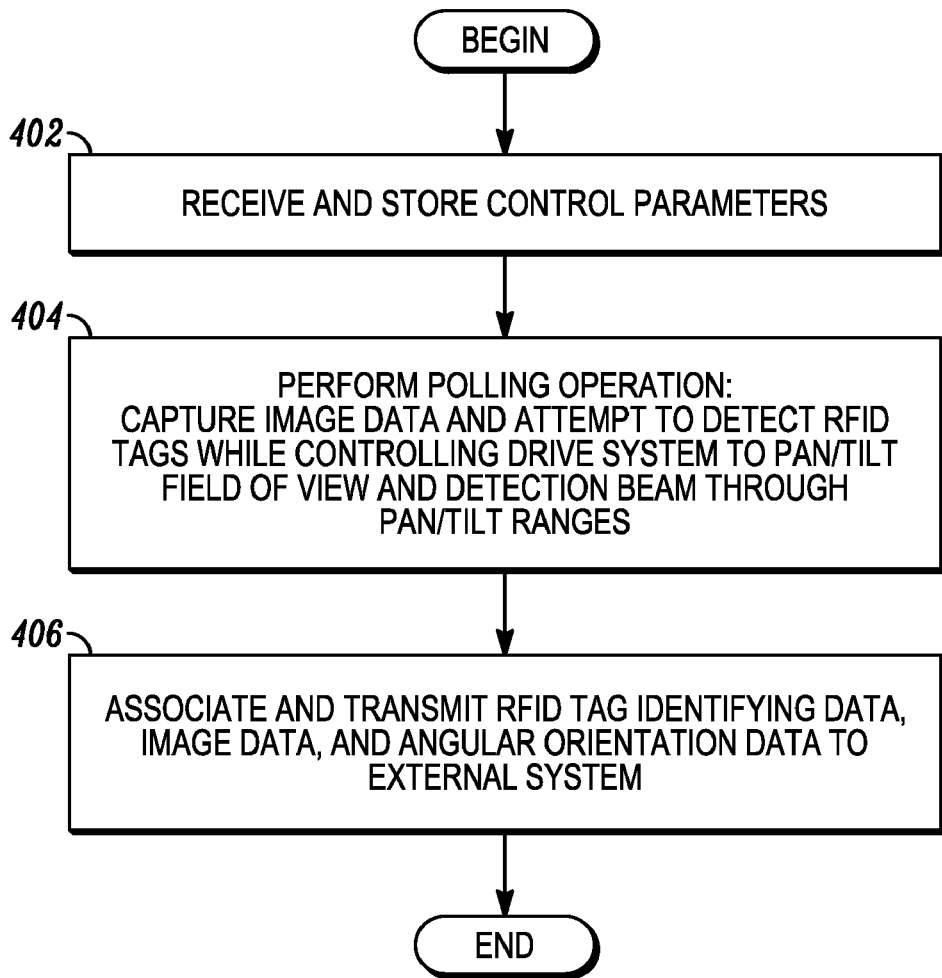 BEGIN
402
RECEIVE AND STORE CONTROL PARAMETERS
404
PERFORM POLLING OPERATION:
CAPTURE IMAGE DATA AND ATTEMPT TO DETECT RFID
TAGS WHILE CONTROLLING DRIVE SYSTEM TO PAN/TILT
FIELD OF VIEW AND DETECTION BEAM THROUGH
PAN/TILT RANGES
406
ASSOCIATE AND TRANSMIT RFID TAG IDENTIFYING DATA,
IMAGE DATA, AND ANGULAR ORIENTATION DATA TO
EXTERNAL SYSTEM
END